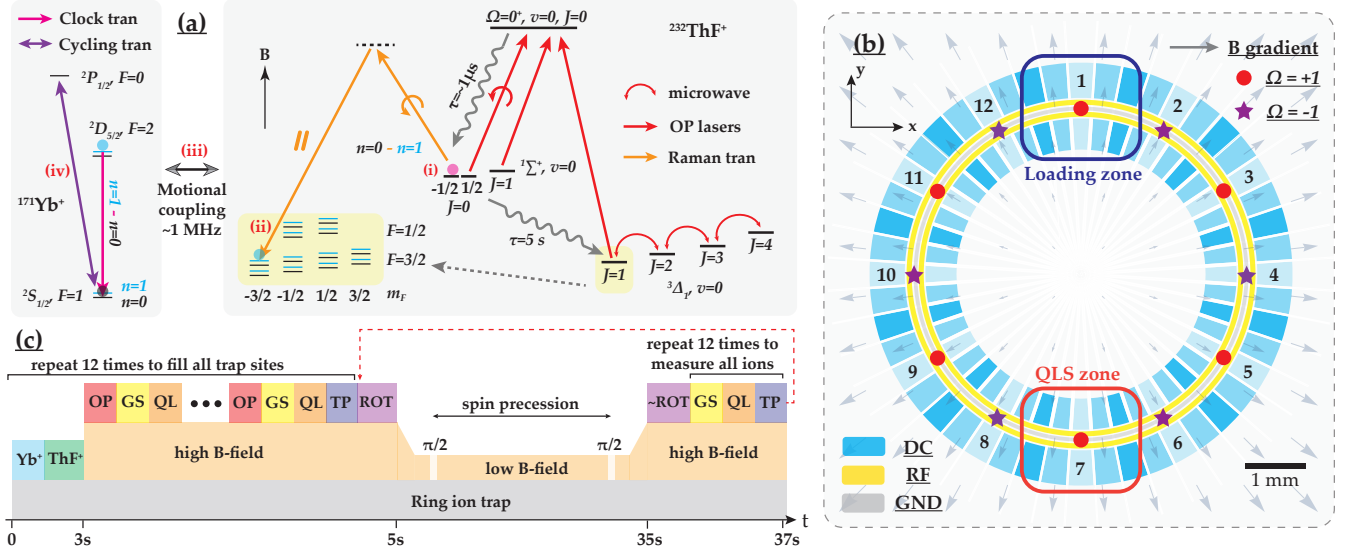 Clock tran
Cycling tran
²P₁/₂, F=0
²D₅/₂, F=2
(iv)
¹⁷¹Yb⁺
n=1 - n=0
²S₁/₂, F=1
n=1
n=0
(iii)
Motional
coupling
~1 MHz
(a)
B
Ω=0⁺, v=0, J=0
²³²ThF⁺
τ=~1μs
microwave
OP lasers
Raman tran
n=0 - n=1
(i)
-1/2 1/2
J=0
J=1
¹Σ⁺, v=0
τ=5 s
(ii)
F=1/2
F=3/2
-3/2 -1/2 1/2 3/2 m_F
J=1
J=2
J=3
J=4
³Δ₁, v=0
(b)
y
x
B gradient
Ω = +1
Ω = -1
1
2
3
4
5
6
7
8
9
10
11
12
Loading zone
QLS zone
DC
RF
GND
1 mm
(c)
repeat 12 times to fill all trap sites
repeat 12 times to
measure all ions
OP GS QL ••• OP GS QL TP ROT
~ROT GS QL TP
spin precession
π/2
π/2
Yb⁺ ThF⁺
high B-field
low B-field
high B-field
Ring ion trap
t
0 3s 5s 35s 37s